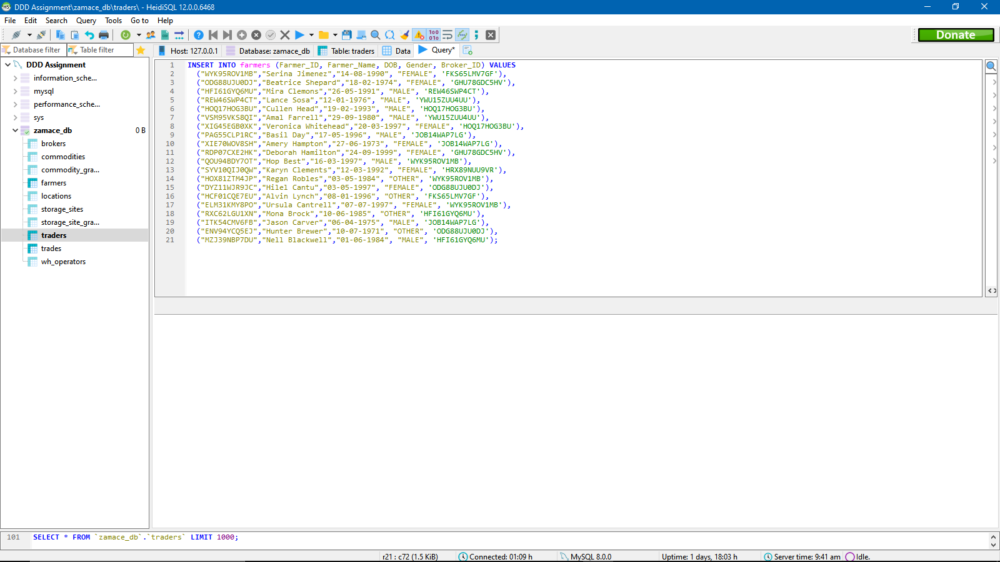 DDD Assignment\zamace_db\traders\ - HeidiSQL 12.0.0.6468
File Edit Search Query Tools Go to Help
Donate
Database filter Table filter
Host: 127.0.0.1 Database: zamace_db Table: traders Data Query*
DDD Assignment
information_sche...
mysql
performance_sche...
sys
zamace_db 0 B
brokers
commodities
commodity_gra...
farmers
locations
storage_sites
storage_site_gra...
traders
trades
wh_operators
1 INSERT INTO farmers (Farmer_ID, Farmer_Name, DOB, Gender, Broker_ID) VALUES
2 ("WYK95ROV1MB","Serina Jimenez","14-08-1990", "FEMALE", 'FKS65LMV7GF'),
3 ("ODG88UJU0DJ","Beatrice Shepard","18-02-1974", "FEMALE", 'GHU78GDC5HV'),
4 ("HFI61GYQ6MU","Mira Clemons","26-05-1991", "MALE", 'REW46SWP4CT'),
5 ("REW46SWP4CT","Lance Sosa","12-01-1976", "MALE", 'YWU15ZUU4UU'),
6 ("HOQ17HOG3BU","Cullen Head","19-02-1993", "MALE", 'HOQ17HOG3BU'),
7 ("VSM95VKS8QI","Amal Farrell","29-09-1980", "MALE", 'YWU15ZUU4UU'),
8 ("XIG45EGB0XK","Veronica Whitehead","20-03-1997", "FEMALE", 'HOQ17HOG3BU'),
9 ("PAG55CLP1RC","Basil Day","17-05-1996", "MALE", 'JOB14WAP7LG'),
10 ("XIE70WOV8SH","Amery Hampton","27-06-1973", "FEMALE", 'JOB14WAP7LG'),
11 ("RDP07CXE2HK","Deborah Hamilton","24-09-1999", "FEMALE", 'GHU78GDC5HV'),
12 ("QOU94BDY7OT","Hop Best","16-03-1997", "MALE", 'WYK95ROV1MB'),
13 ("SYV10QIJ0QW","Karyn Clements","12-03-1992", "FEMALE", 'HRX89NUU9VR'),
14 ("HOX81ZTM4JP","Regan Robles","03-05-1984", "OTHER", 'WYK95ROV1MB'),
15 ("DYZ11WJR9JC","Hilel Cantu","03-05-1997", "FEMALE", 'ODG88UJU0DJ'),
16 ("HCF01CQE7EU","Alvin Lynch","08-01-1996", "OTHER", 'FKS65LMV7GF'),
17 ("ELM31KMY8PO","Ursula Cantrell","07-07-1997", "FEMALE", 'WYK95ROV1MB'),
18 ("RXC62LGU1XN","Mona Brock","10-06-1985", "OTHER", 'HFI61GYQ6MU'),
19 ("ITK54CMV6FB","Jason Carver","06-04-1975", "MALE", 'JOB14WAP7LG'),
20 ("ENV94YCQ5EJ","Hunter Brewer","10-07-1971", "OTHER", 'ODG88UJU0DJ'),
21 ("MZJ39NBP7DU","Nell Blackwell","01-06-1984", "MALE", 'HFI61GYQ6MU');
101 SELECT * FROM `zamace_db`.`traders` LIMIT 1000;
r21 : c72 (1.5 KiB) Connected: 01:09 h MySQL 8.0.0 Uptime: 1 days, 18:03 h Server time: 9:41 am Idle.